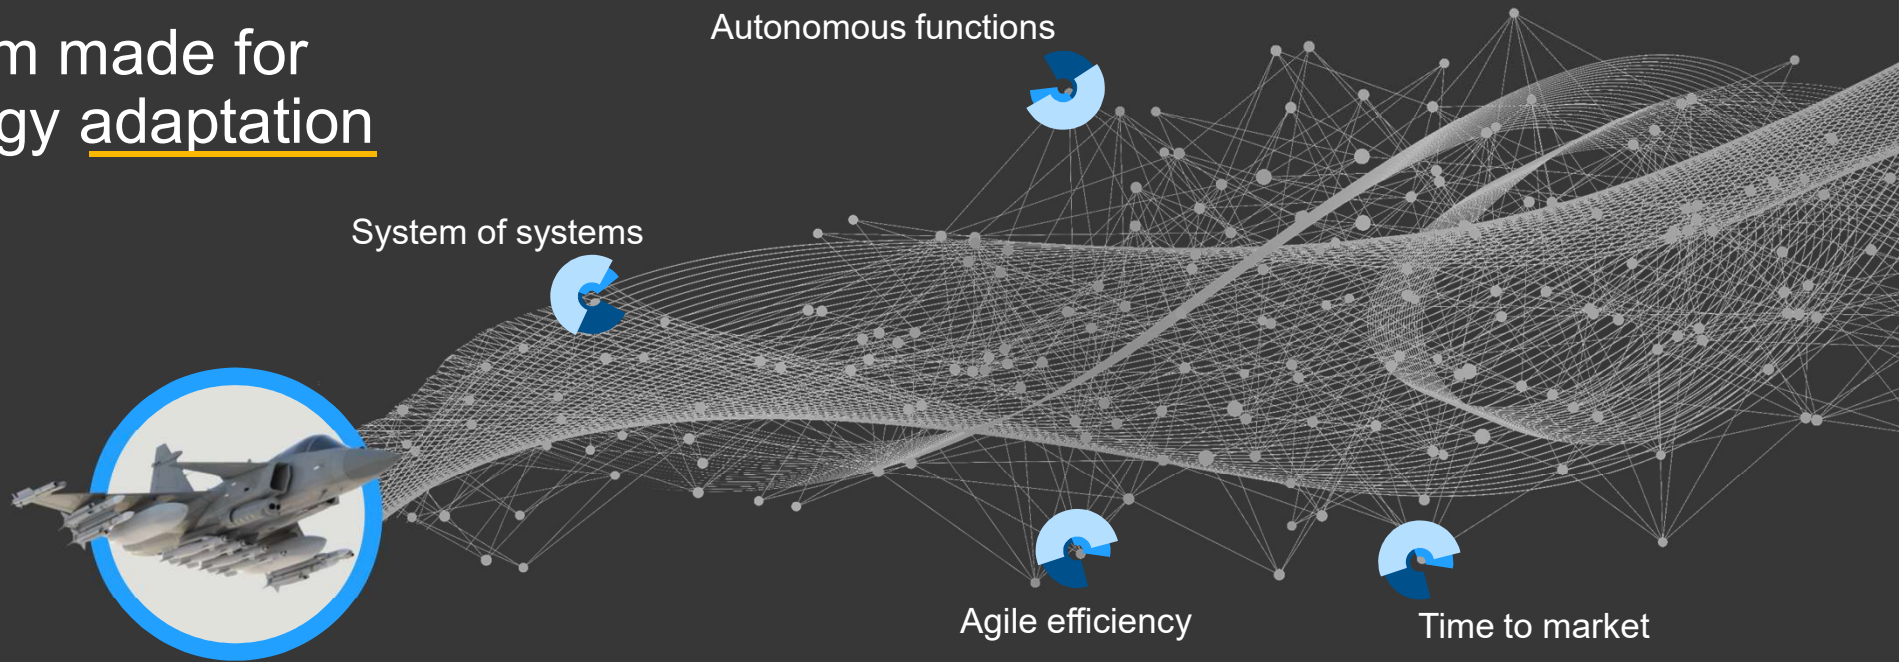 m made for
gy adaptation
Autonomous functions
System of systems
Agile efficiency
Time to market